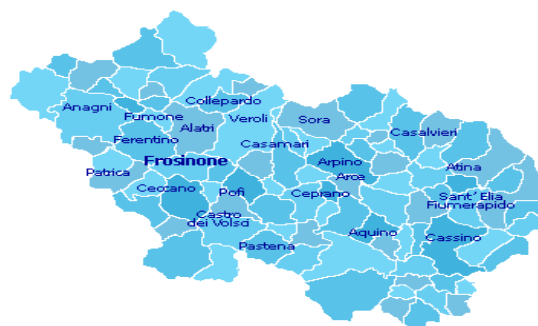 Collepardo
Anagni
Fumone
Veroli
Sora
Alatri
Casalvieri
Ferentino
Casamari
Frosinone
Arpino
Atina
Patrica
Arce
Ceccano
Pofi
Ceprano
Sant' Elia
Fiumerapido
Castro
dei Volsci
Aquino
Cassino
Pastena